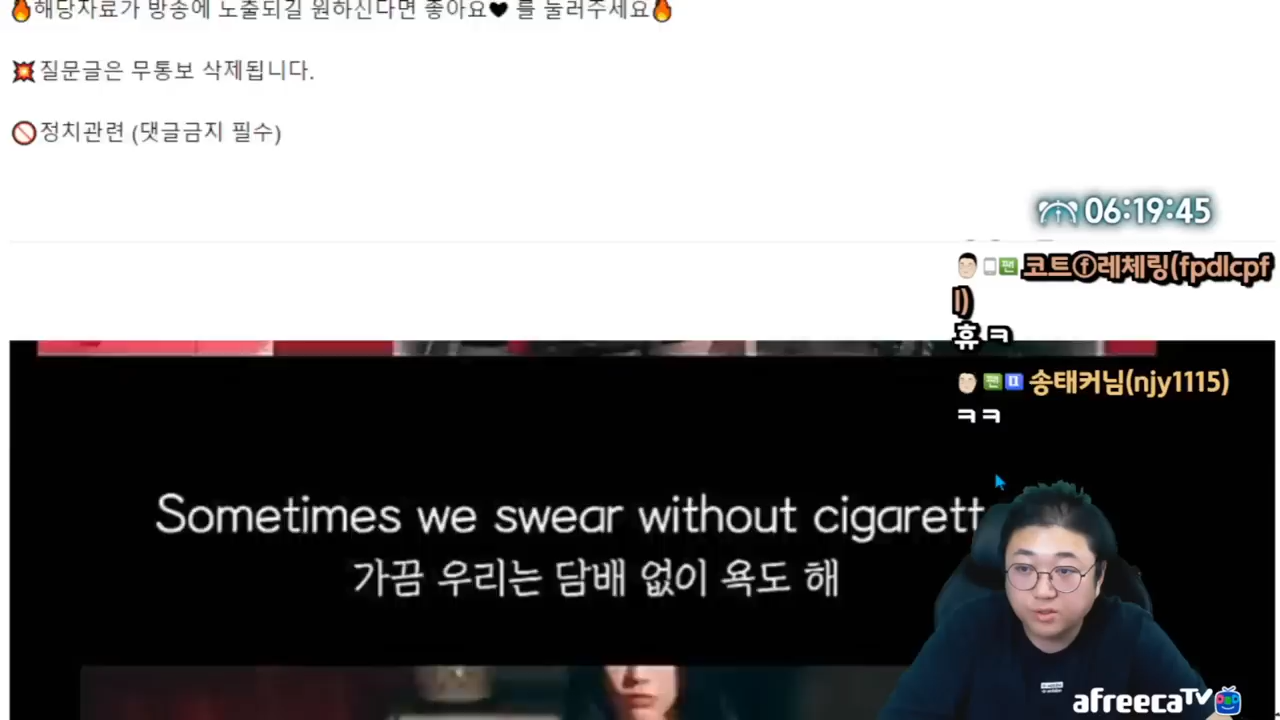 🔥해당자료가 방송에 노출되길 원하신다면 좋아요🖤 를 눌러주세요🔥
💥질문글은 무통보 삭제됩니다.
🚫정치관련 (댓글금지 필수)
06:19:45
팬 코트ⓕ레체링(fpdlcpf
l)
휴 ㅋ
팬 송태커님(njy1115)
ㅋㅋ
Sometimes we swear without cigarett
가끔 우리는 담배 없이 욕도 해
afreecaTV